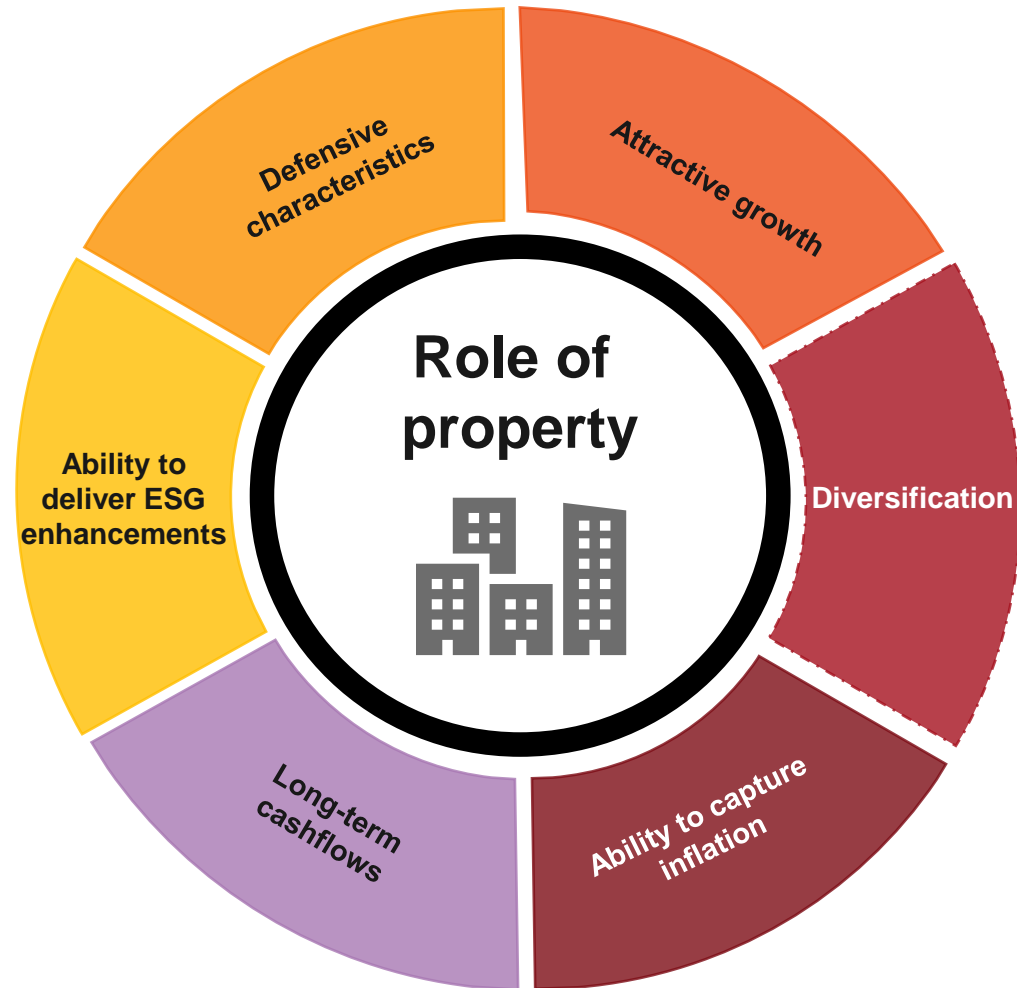 Role of
property
Attractive growth
Diversification
Ability to capture
inflation
Long-term
cashflows
Ability to
deliver ESG
enhancements
Defensive
characteristics